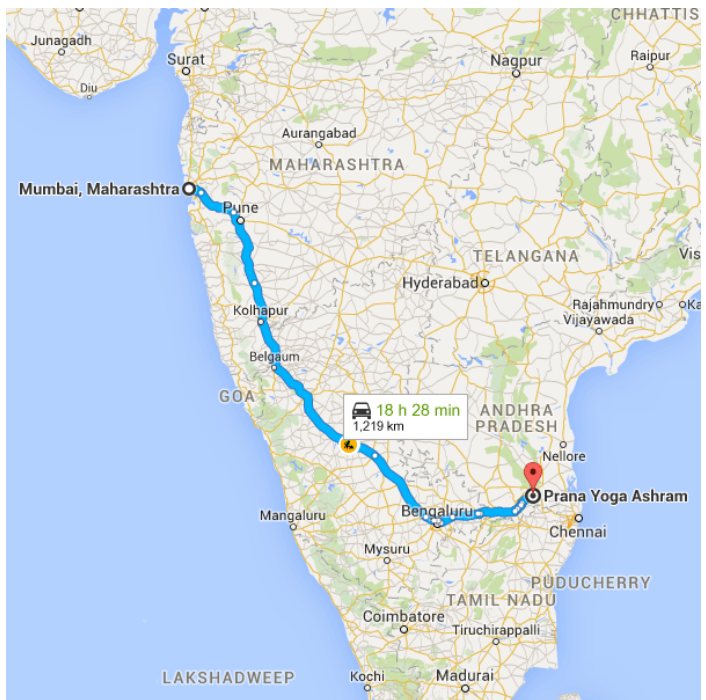 CHHATTIS
Junagadh
Diu
Surat
Nagpur
Raipur
Aurangabad
MAHARASHTRA
Mumbai, Maharashtra
Pune
TELANGANA
Vis
Hyderabad
Rajahmundry
Ka
Vijayawada
Kolhapur
Belgaum
GOA
18 h 28 min
1,219 km
ANDHRA
PRADESH
Nellore
Prana Yoga Ashram
Bengaluru
Mangaluru
Chennai
Mysuru
PUDUCHERRY
TAMIL NADU
Coimbatore
Tiruchirappalli
LAKSHADWEEP
Kochi
Madurai